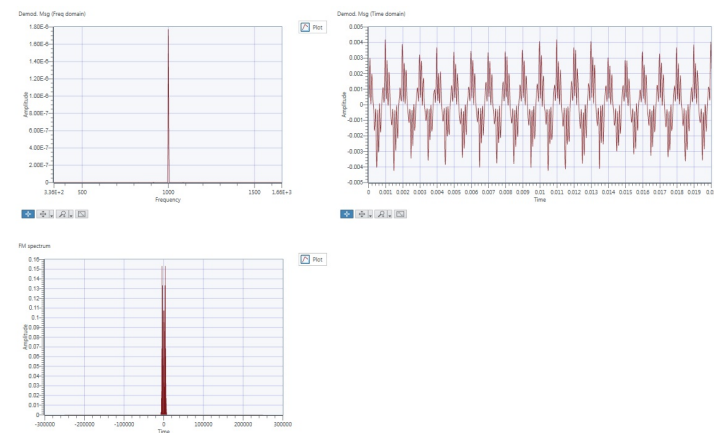 Demod. Msg (Freq domain)
Plot
1.80E-6
1.60E-6
1.40E-6
1.20E-6
1E-6
8.00E-7
6.00E-7
4.00E-7
2.00E-7
0
Amplitude
3.36E+2
500
1000
1500
1.66E+3
Frequency
Demod. Msg (Time domain)
0.005
0.004
0.003
0.002
0.001
0
-0.001
-0.002
-0.003
-0.004
-0.005
Amplitude
0
0.001
0.002
0.003
0.004
0.005
0.006
0.007
0.008
0.009
0.01
0.011
0.012
0.013
0.014
0.015
0.016
0.017
0.018
0.019
0.0
Time
FM spectrum
Plot
0.16
0.15
0.14
0.13
0.12
0.11
0.1
0.09
0.08
0.07
0.06
0.05
0.04
0.03
0.02
0.01
0
Amplitude
-300000
-200000
-100000
0
100000
200000
300000
Time